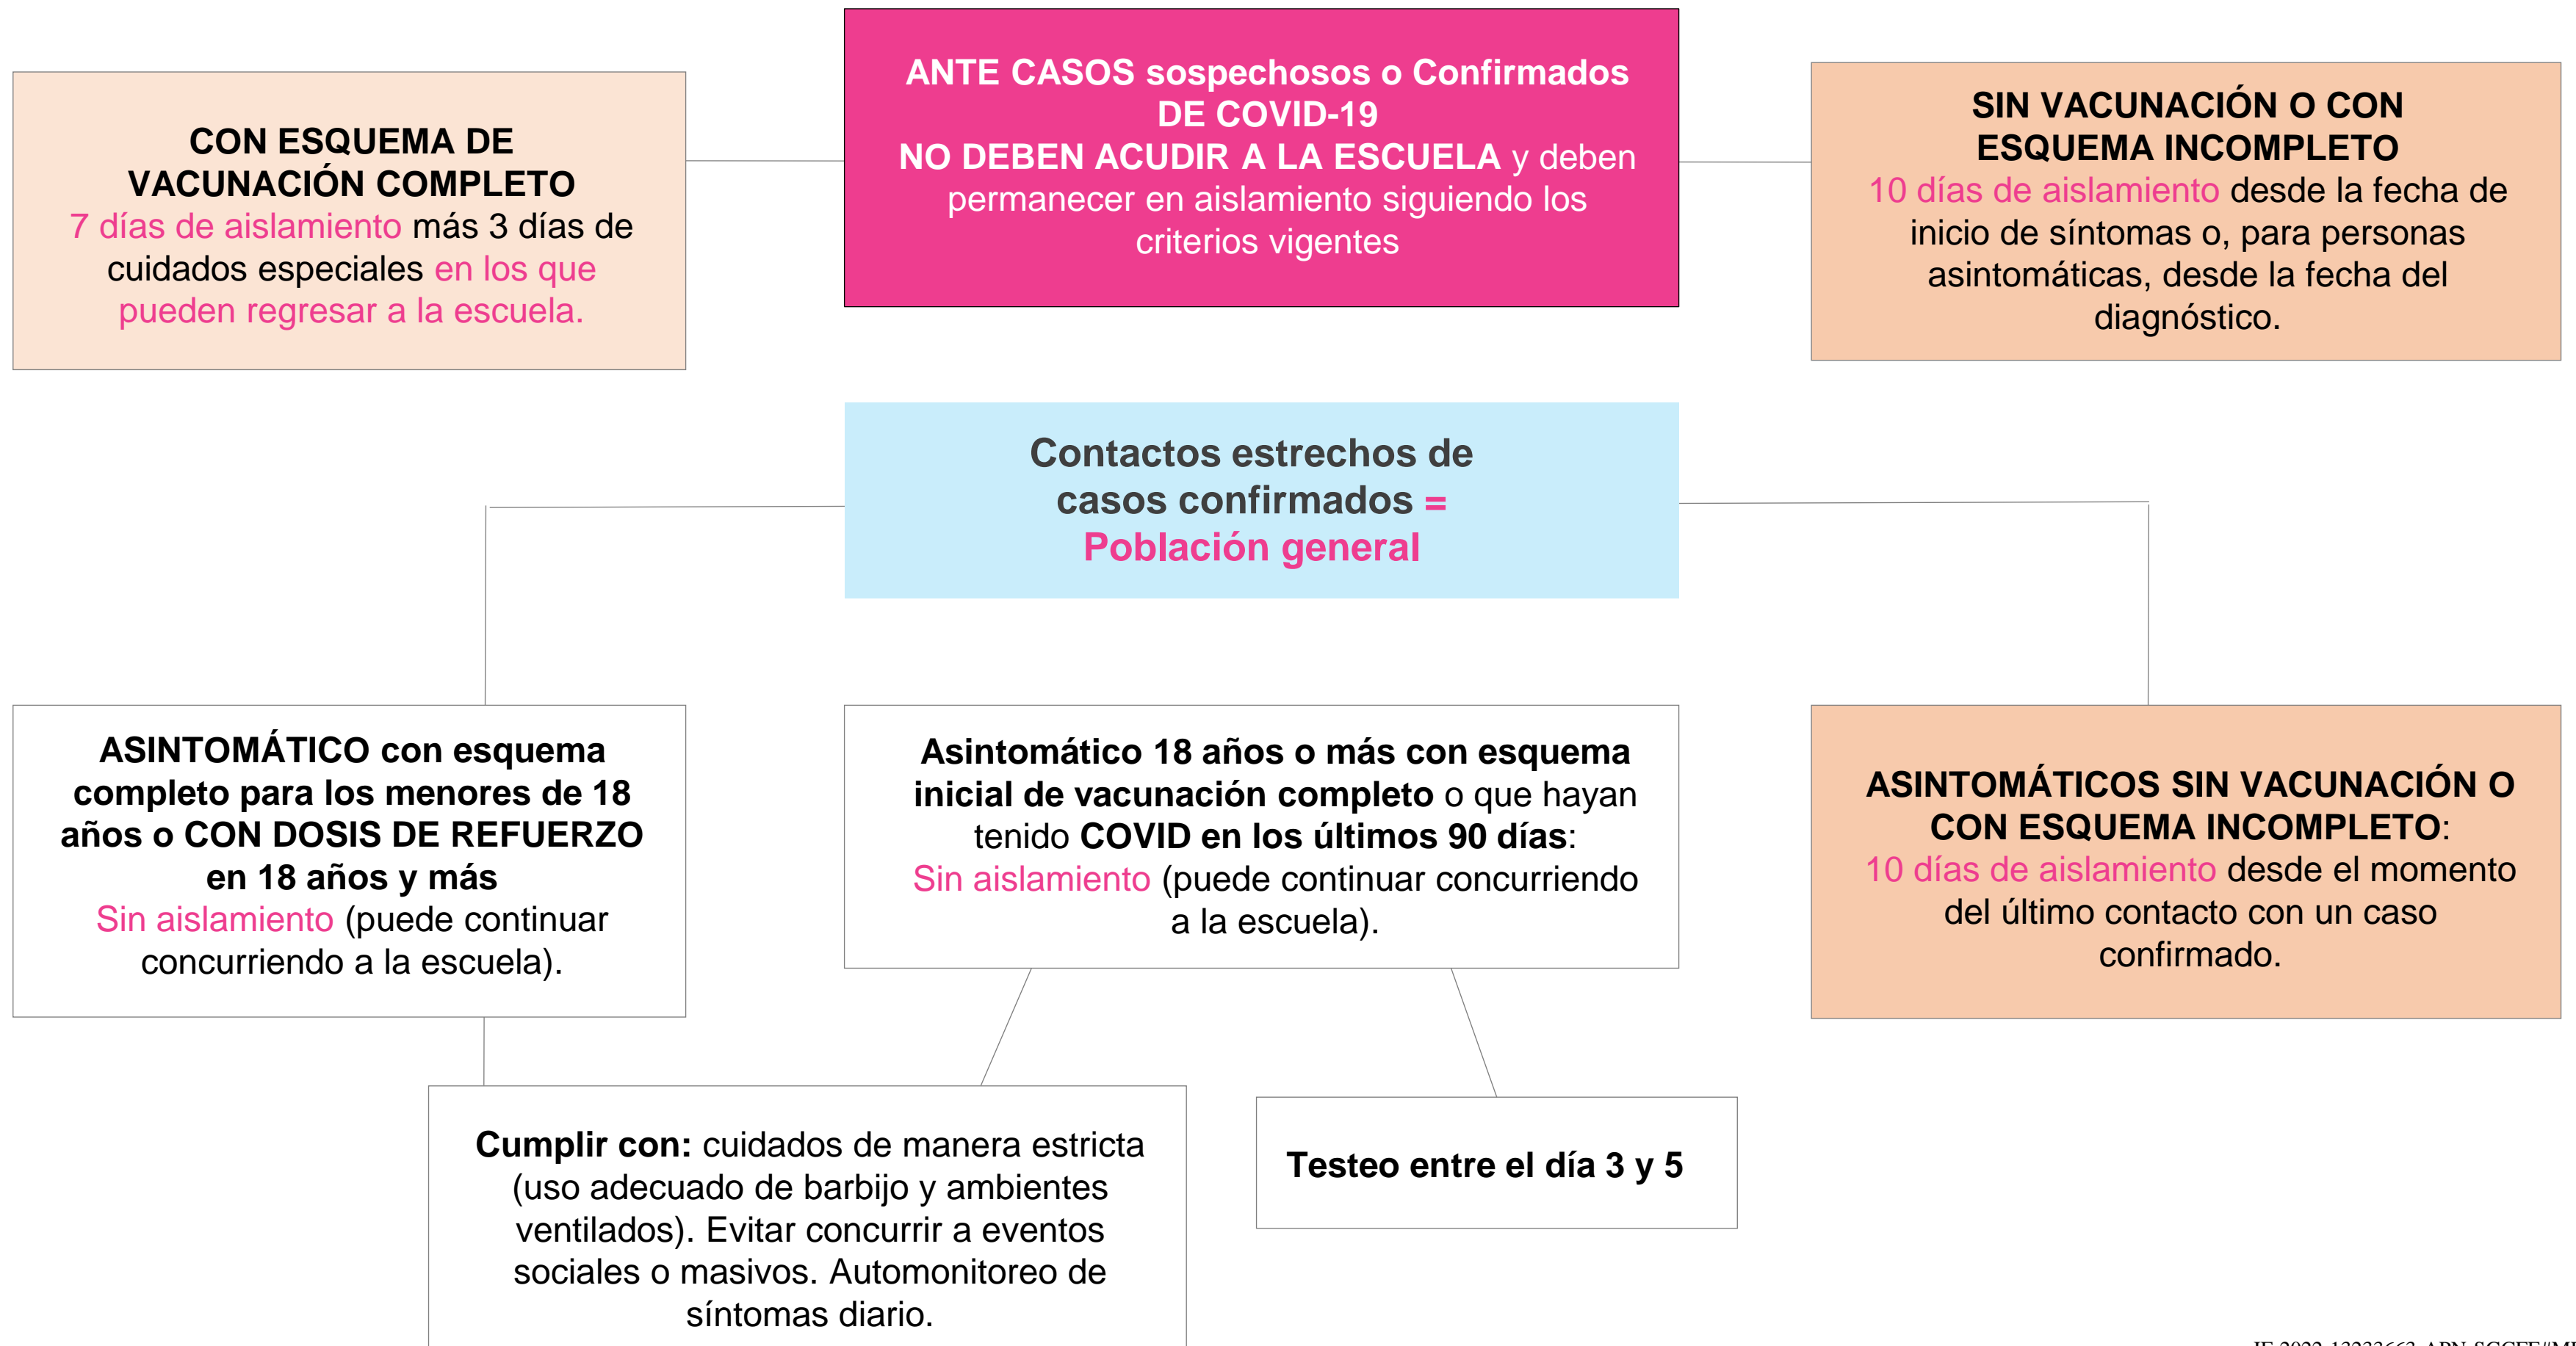 CON ESQUEMA DE
VACUNACIÓN COMPLETO
7 días de aislamiento más 3 días de
cuidados especiales en los que
pueden regresar a la escuela.
ANTE CASOS sospechosos o Confirmados
DE COVID-19
NO DEBEN ACUDIR A LA ESCUELA y deben
permanecer en aislamiento siguiendo los
criterios vigentes
SIN VACUNACIÓN O CON
ESQUEMA INCOMPLETO
10 días de aislamiento desde la fecha de
inicio de síntomas o, para personas
asintomáticas, desde la fecha del
diagnóstico.
Contactos estrechos de
casos confirmados =
Población general
ASINTOMÁTICO con esquema
completo para los menores de 18
años o CON DOSIS DE REFUERZO
en 18 años y más
Sin aislamiento (puede continuar
concurriendo a la escuela).
Asintomático 18 años o más con esquema
inicial de vacunación completo o que hayan
tenido COVID en los últimos 90 días:
Sin aislamiento (puede continuar concurriendo
a la escuela).
ASINTOMÁTICOS SIN VACUNACIÓN O
CON ESQUEMA INCOMPLETO:
10 días de aislamiento desde el momento
del último contacto con un caso
confirmado.
Cumplir con: cuidados de manera estricta
(uso adecuado de barbijo y ambientes
ventilados). Evitar concurrir a eventos
sociales o masivos. Automonitoreo de
síntomas diario.
Testeo entre el día 3 y 5